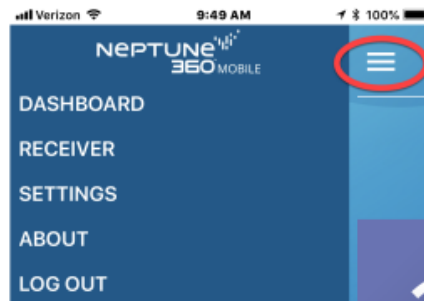 Verizon 9:49 AM 100%
NEPTUNE
360 MOBILE
DASHBOARD
RECEIVER
SETTINGS
ABOUT
LOG OUT